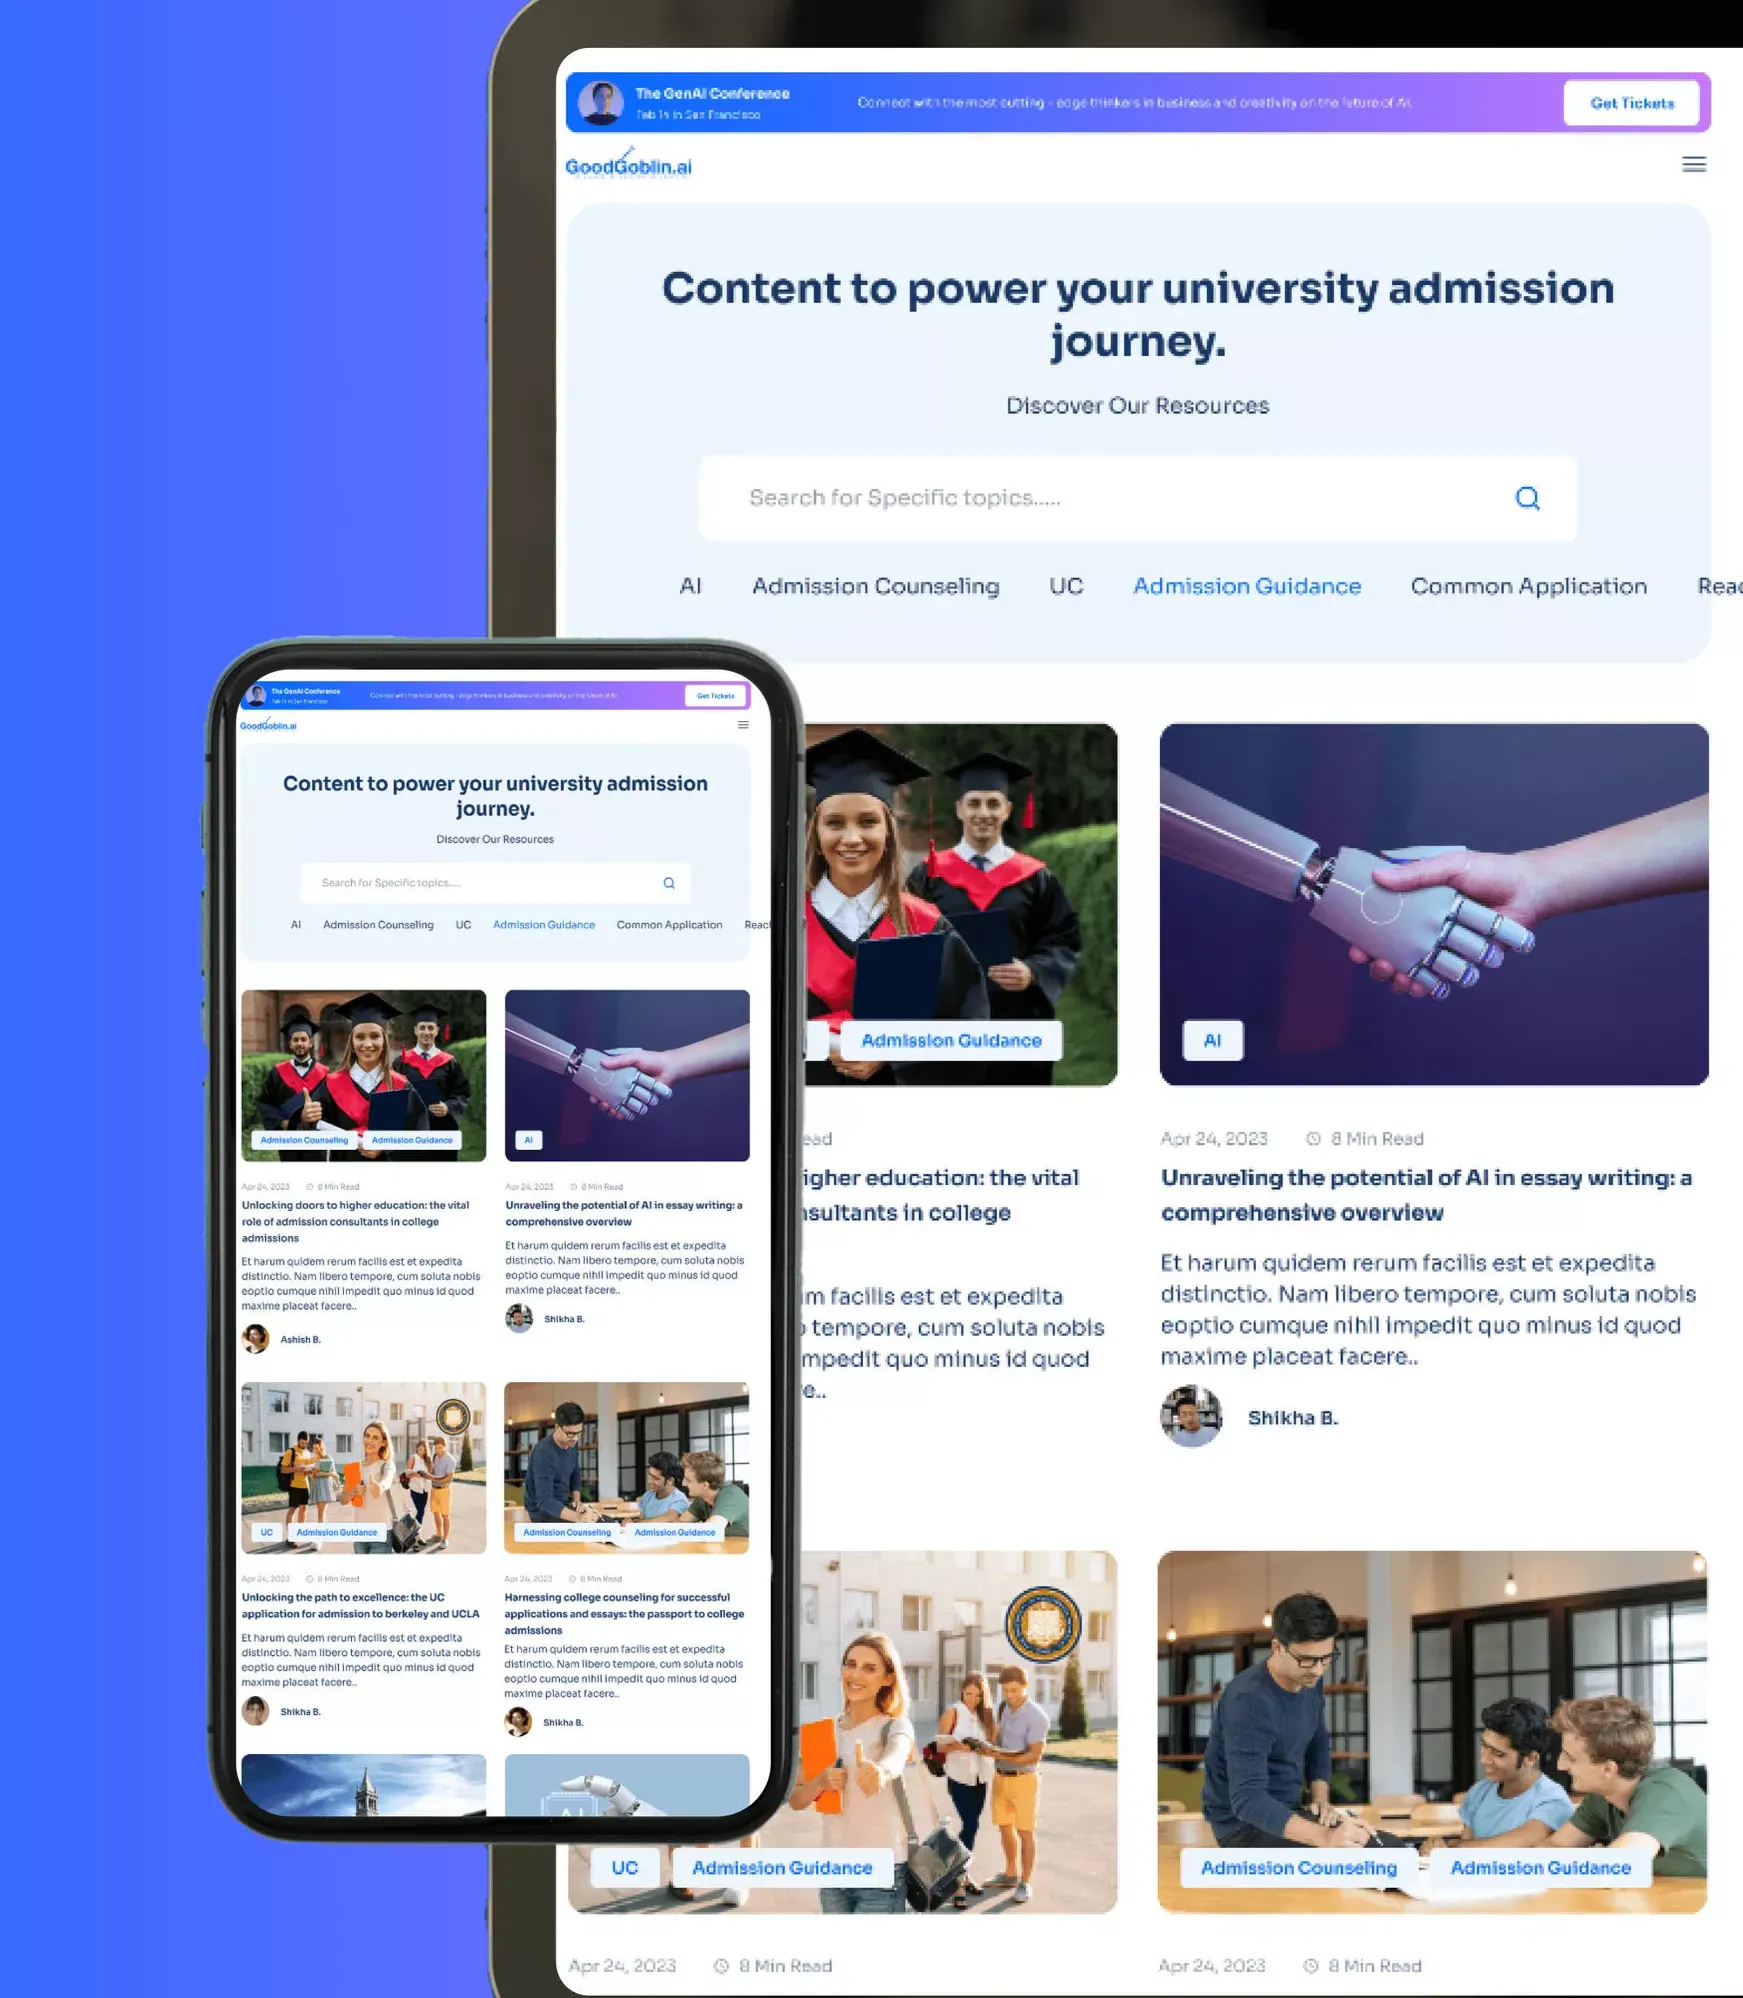 The GenAI Conference
Feb 14 in San Francisco
Connect with the most cutting - edge thinkers in business and creativity on the future of AI.
Get Tickets
GoodGoblin.ai
Content to power your university admission
journey.
Discover Our Resources
Search for Specific topics.....
AI
Admission Counseling
UC
Admission Guidance
Common Application
Reac
Admission Guidance
AI
ead
igher education: the vital
nsultants in college
m facilis est et expedita
tempore, cum soluta nobis
mpedit quo minus id quod
e..
Apr 24, 2023
8 Min Read
Unraveling the potential of AI in essay writing: a
comprehensive overview
Et harum quidem rerum facilis est et expedita
distinctio. Nam libero tempore, cum soluta nobis
eoptio cumque nihil impedit quo minus id quod
maxime placeat facere..
Shikha B.
UC
Admission Guidance
Admission Counseling
Admission Guidance
Apr 24, 2023
8 Min Read
Apr 24, 2023
8 Min Read
The GenAI Conference
Feb 14 in San Francisco
Connect with the most cutting - edge thinkers in business and creativity on the future of AI.
Get Tickets
GoodGoblin.ai
Content to power your university admission
journey.
Discover Our Resources
Search for Specific topics.....
AI
Admission Counseling
UC
Admission Guidance
Common Application
Reach
Admission Counseling
Admission Guidance
AI
Apr 24, 2023
8 Min Read
Unlocking doors to higher education: the vital
role of admission consultants in college
admissions
Et harum quidem rerum facilis est et expedita
distinctio. Nam libero tempore, cum soluta nobis
eoptio cumque nihil impedit quo minus id quod
maxime placeat facere..
Ashish B.
Apr 24, 2023
8 Min Read
Unraveling the potential of AI in essay writing: a
comprehensive overview
Et harum quidem rerum facilis est et expedita
distinctio. Nam libero tempore, cum soluta nobis
eoptio cumque nihil impedit quo minus id quod
maxime placeat facere..
Shikha B.
UC
Admission Guidance
Admission Counseling
Admission Guidance
Apr 24, 2023
8 Min Read
Unlocking the path to excellence: the UC
application for admission to berkeley and UCLA
Et harum quidem rerum facilis est et expedita
distinctio. Nam libero tempore, cum soluta nobis
eoptio cumque nihil impedit quo minus id quod
maxime placeat facere..
Shikha B.
Apr 24, 2023
8 Min Read
Harnessing college counseling for successful
applications and essays: the passport to college
admissions
Et harum quidem rerum facilis est et expedita
distinctio. Nam libero tempore, cum soluta nobis
eoptio cumque nihil impedit quo minus id quod
maxime placeat facere..
Shikha B.
AI